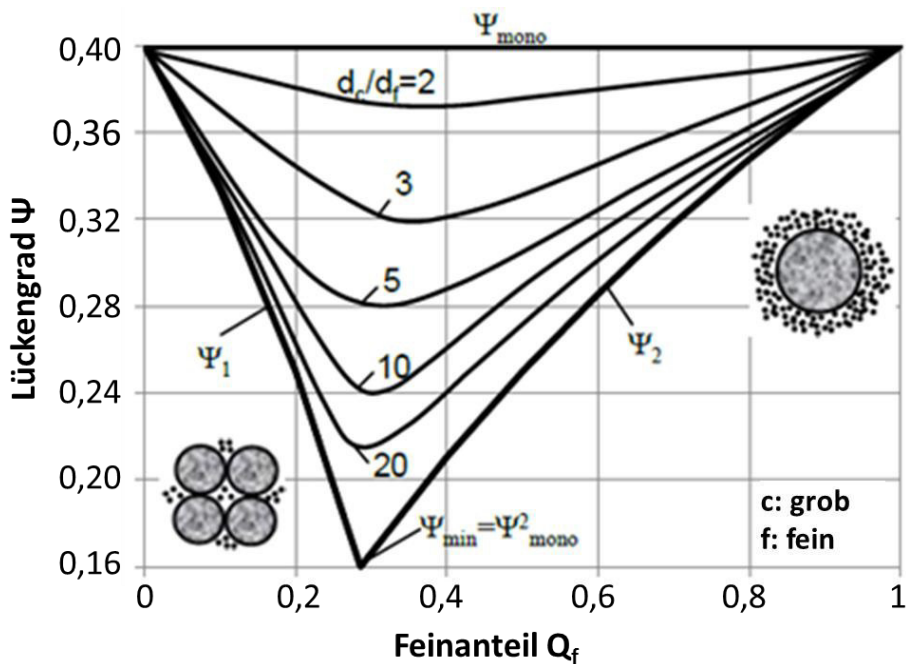 Ψmono
0,40
dc/df=2
0,36
3
0,32
5
0,28
Ψ1
Ψ2
10
0,24
20
0,20
c: grob
Ψmin=Ψ²mono
f: fein
0,16
0
0,2
0,4
0,6
0,8
1
Lückengrad Ψ
Feinanteil Qf